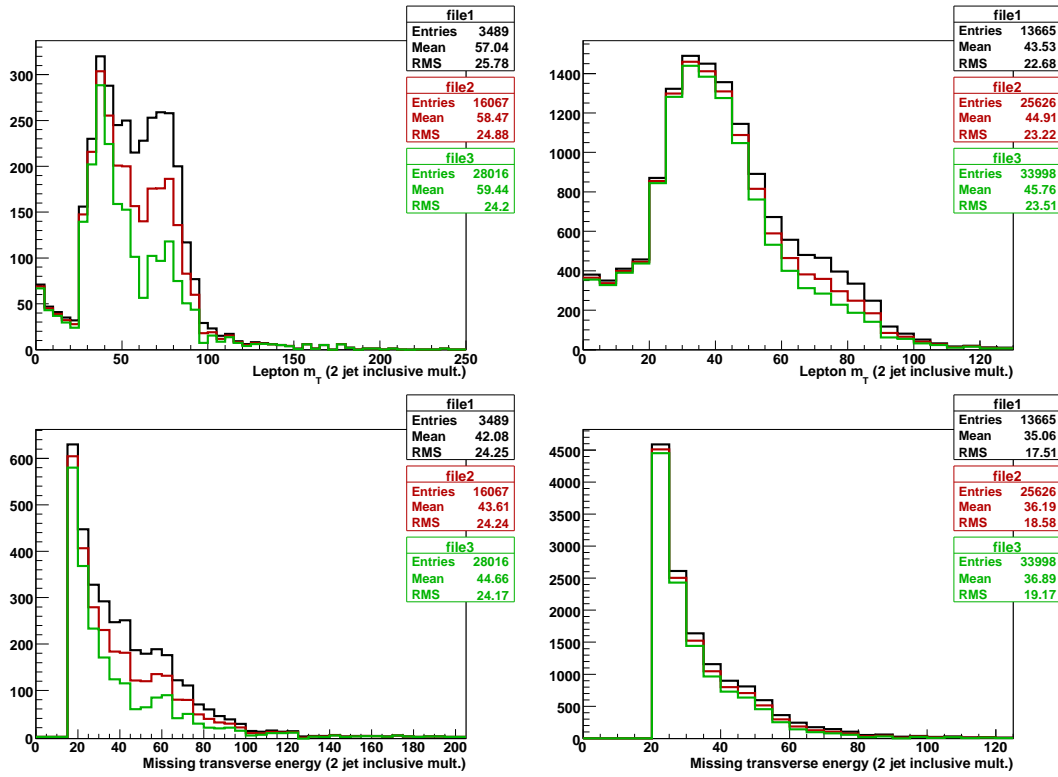 file1
Entries 3489
Mean 57.04
RMS 25.78
file2
Entries 16067
Mean 58.47
RMS 24.88
file3
Entries 28016
Mean 59.44
RMS 24.2
300
250
200
150
100
50
0
0 50 100 150 200 250
Lepton m_T (2 jet inclusive mult.)
file1
Entries 13665
Mean 43.53
RMS 22.68
file2
Entries 25626
Mean 44.91
RMS 23.22
file3
Entries 33998
Mean 45.76
RMS 23.51
1400
1200
1000
800
600
400
200
0
0 20 40 60 80 100 120
Lepton m_T (2 jet inclusive mult.)
file1
Entries 3489
Mean 42.08
RMS 24.25
file2
Entries 16067
Mean 43.61
RMS 24.24
file3
Entries 28016
Mean 44.66
RMS 24.17
600
500
400
300
200
100
0
0 20 40 60 80 100 120 140 160 180 200
Missing transverse energy (2 jet inclusive mult.)
file1
Entries 13665
Mean 35.06
RMS 17.51
file2
Entries 25626
Mean 36.19
RMS 18.58
file3
Entries 33998
Mean 36.89
RMS 19.17
4500
4000
3500
3000
2500
2000
1500
1000
500
0
0 20 40 60 80 100 120
Missing transverse energy (2 jet inclusive mult.)